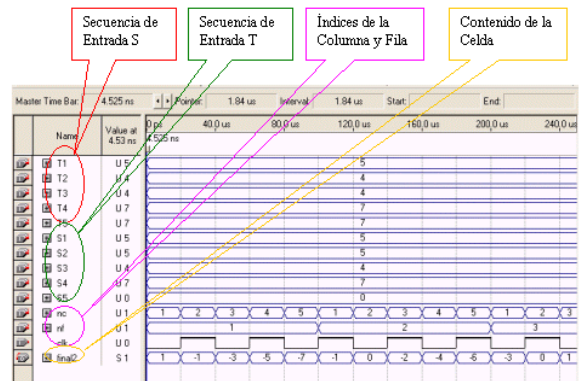 Secuencia de
Entrada S
Secuencia de
Entrada T
Índices de la
Columna y Fila
Contenido de la
Celda
Master Time Bar: 4.525 ns Pointer: 1.84 us Interval: 1.84 us Start: End:
Name Value at 4.53 ns
0 ps 40.0 us 80.0 us 120.0 us 160.0 us 200.0 us 240.0 us
4.525 ns
T1 U 5 5
T2 U 4 4
T3 U 4 4
T4 U 7 7
T5 U 7 7
S1 U 5 5
S2 U 5 5
S3 U 4 4
S4 U 7 7
S5 U 0 0
nc U 1 1 2 3 4 5 1 2 3 4 5 1 2 3
nf U 1 1 2 3
clk U 0
final2 S 1 1 -1 -3 -5 -7 -1 0 -2 -4 -6 -3 0 1